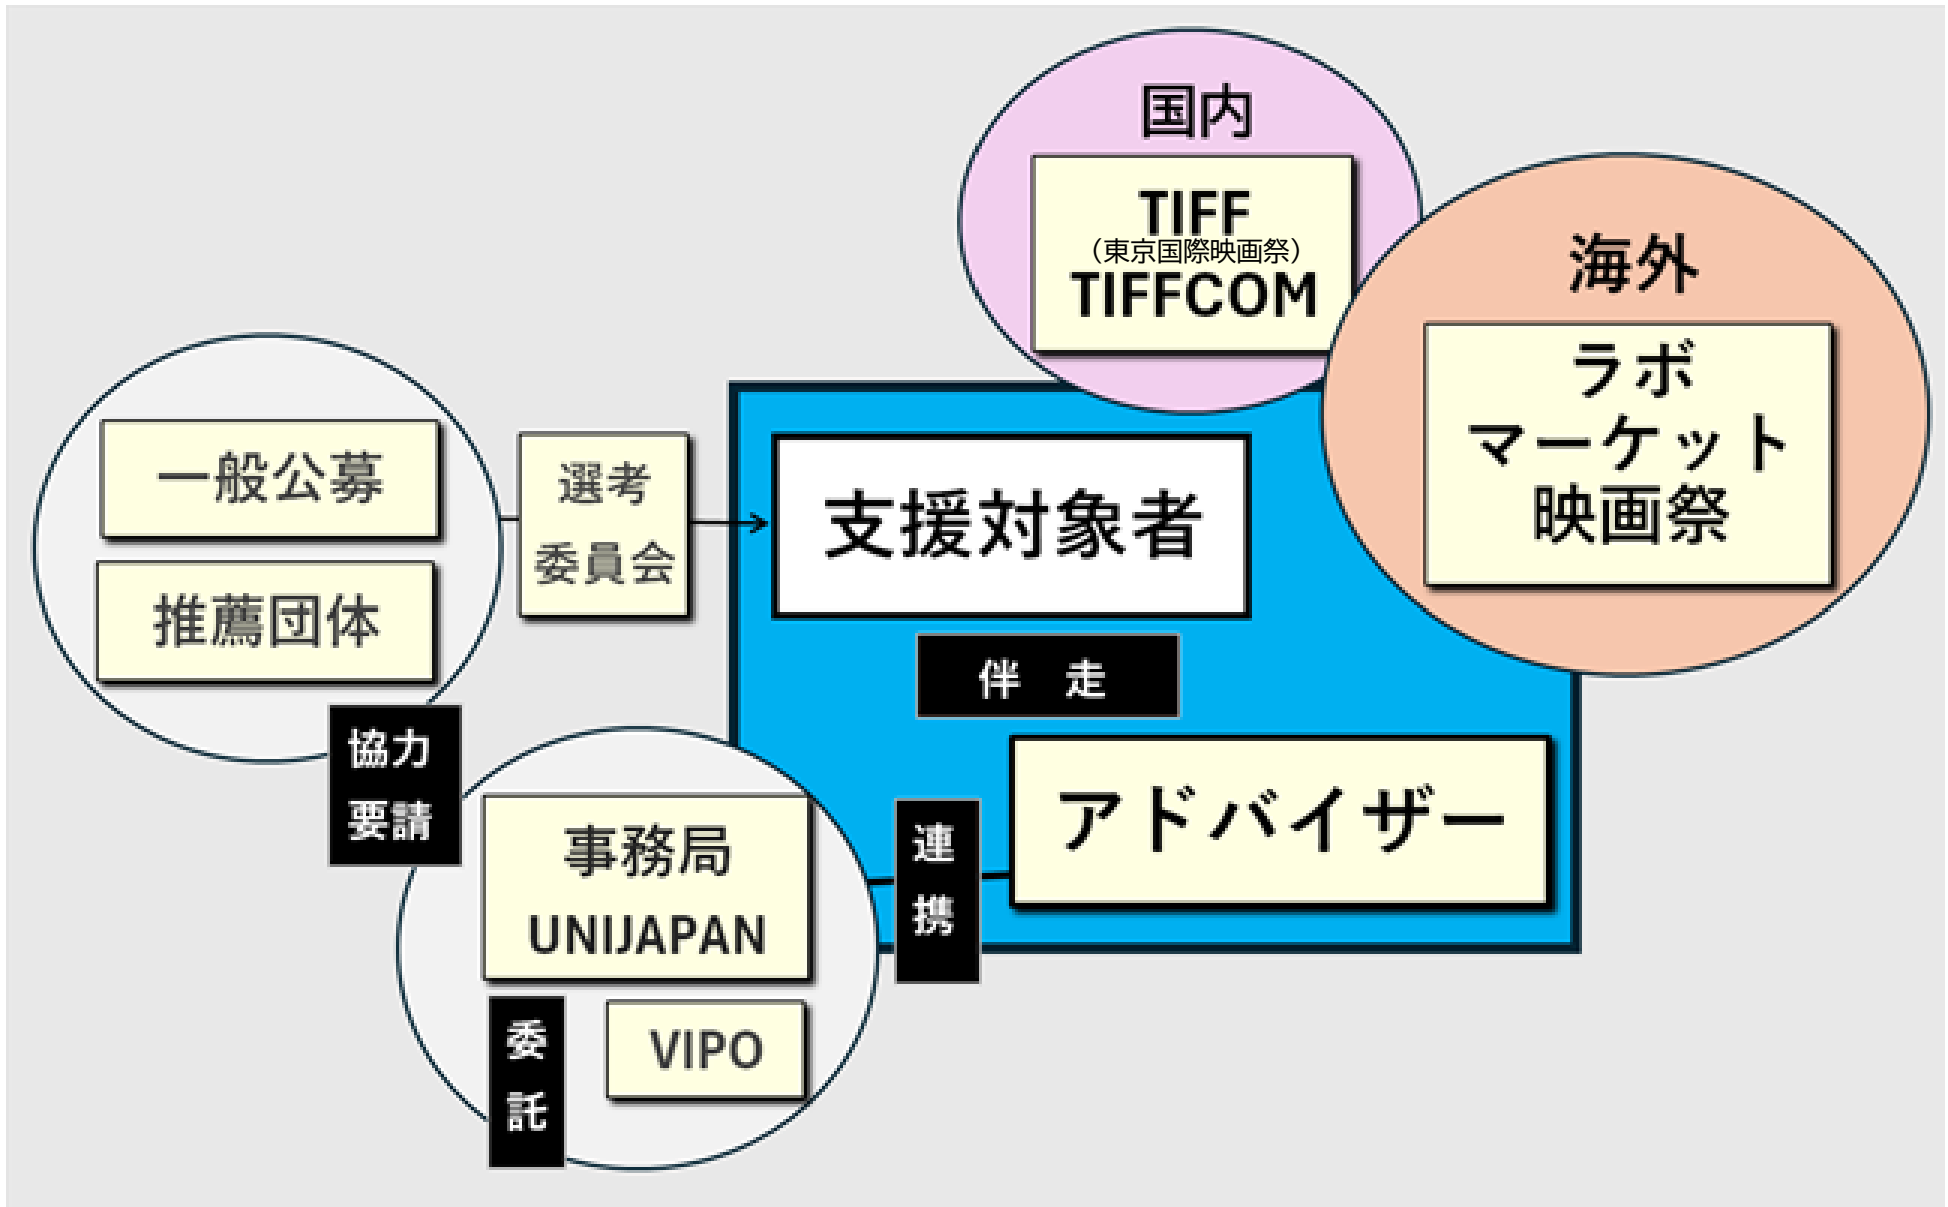 国内
TIFF
（東京国際映画祭）
TIFFCOM
海外
ラボ
マーケット
映画祭
一般公募
推薦団体
選考
委員会
支援対象者
伴 走
協力
要請
事務局
UNIJAPAN
委
託
VIPO
連
携
アドバイザー